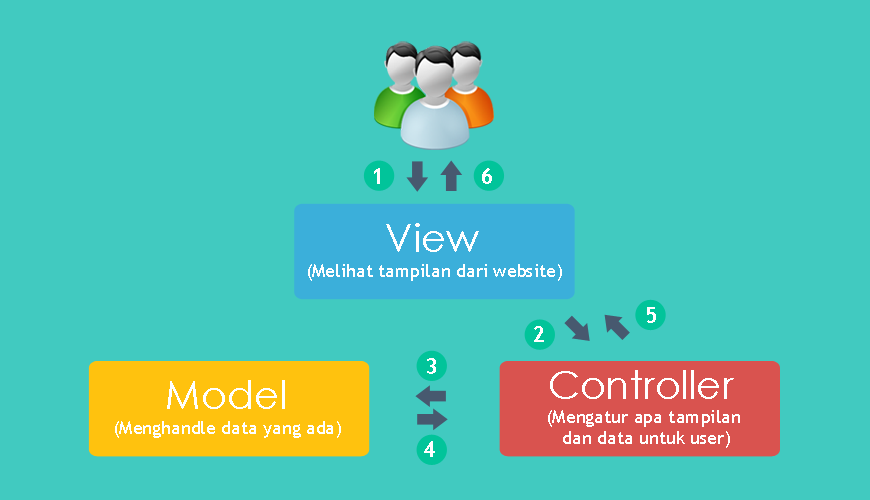 1
6
View
(Melihat tampilan dari website)
2
5
3
4
Model
(Menghandle data yang ada)
Controller
(Mengatur apa tampilan
dan data untuk user)